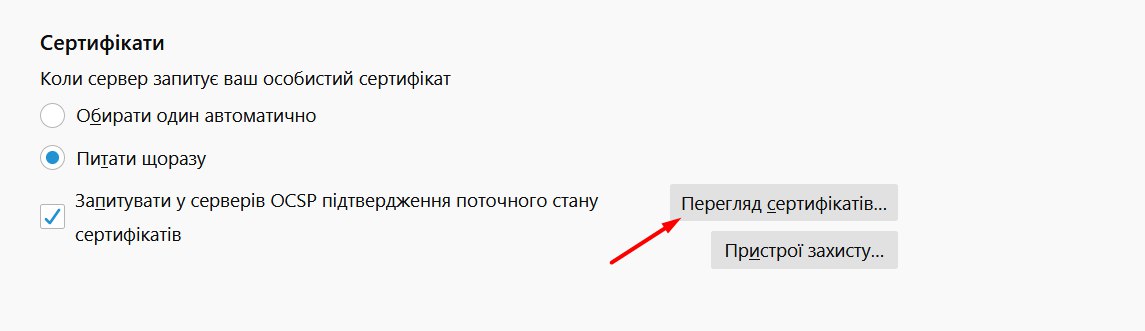 Сертифікати
Коли сервер запитує ваш особистий сертифікат
Обирати один автоматично
Питати щоразу
Запитувати у серверів OCSP підтвердження поточного стану
сертифікатів
Перегляд сертифікатів...
Пристрої захисту...